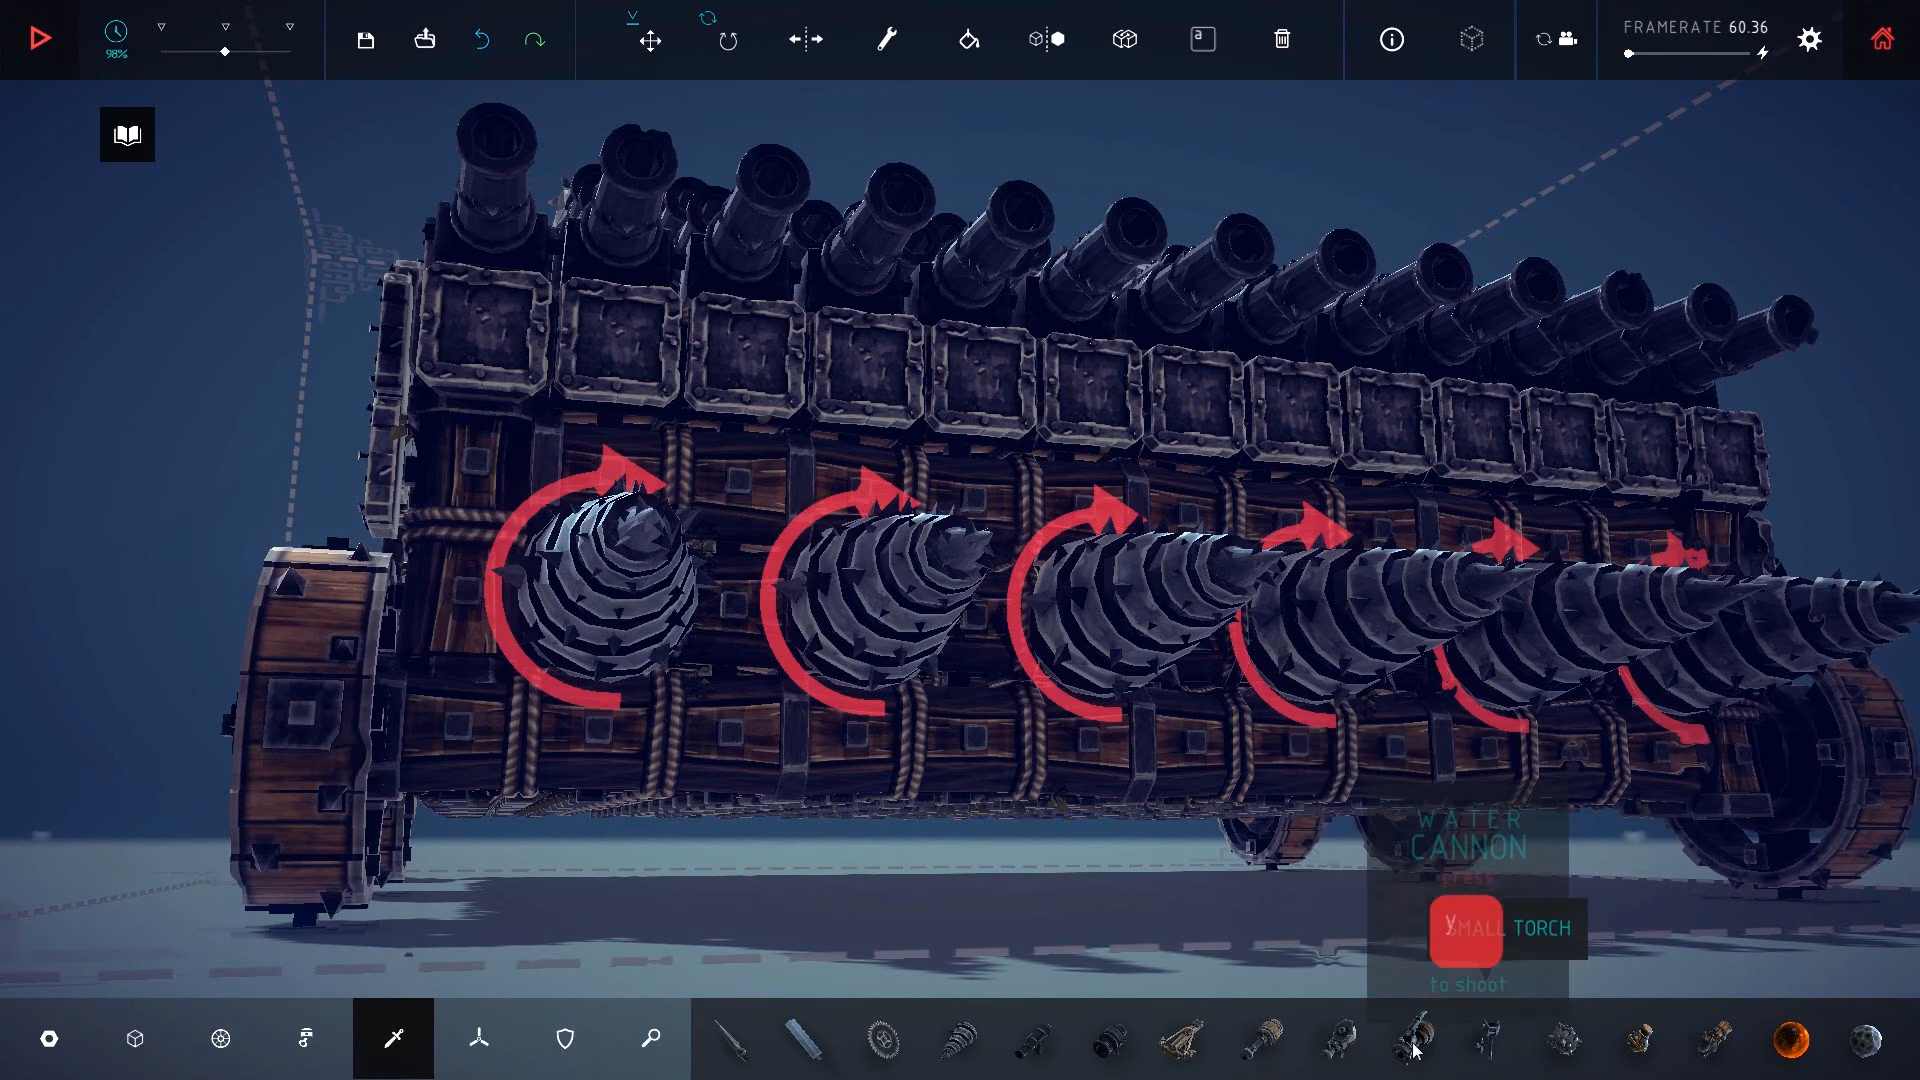 FRAMERATE 60.36
98%
a
WATER
CANNON
press
y
SMALL TORCH
to shoot